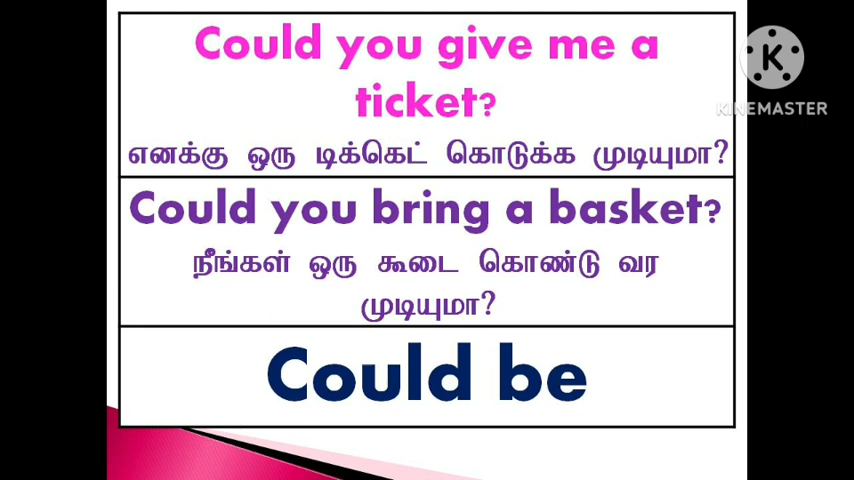 Could you give me a
ticket?
எனக்கு ஒரு டிக்கெட் கொடுக்க முடியுமா?
Could you bring a basket?
நீங்கள் ஒரு கூடை கொண்டு வர
முடியுமா?
Could be
K
KINEMASTER